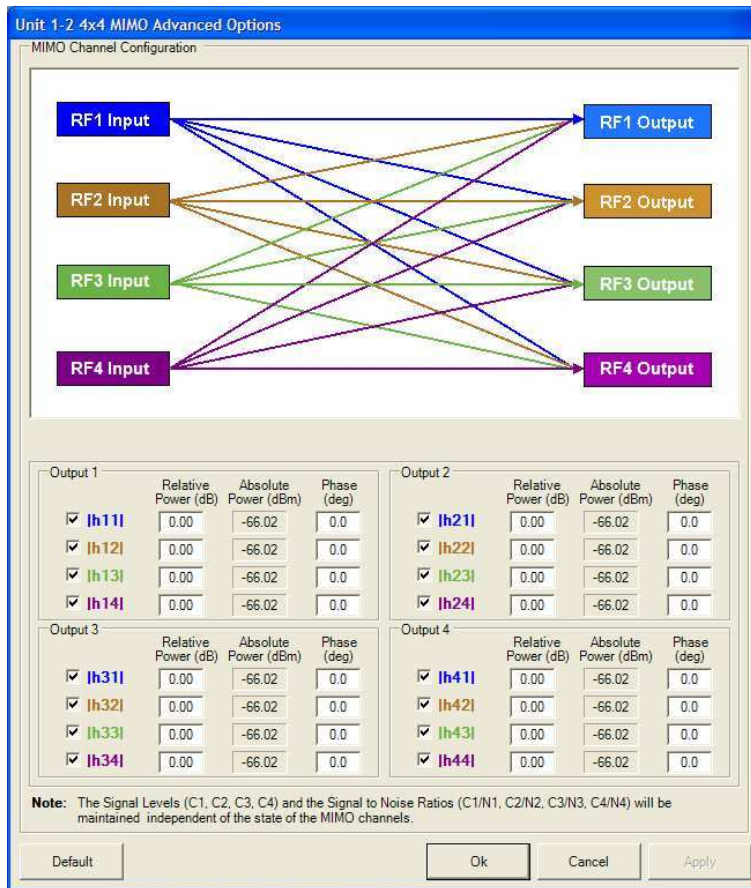 Unit 1-2 4x4 MIMO Advanced Options
MIMO Channel Configuration
RF1 Input
RF1 Output
RF2 Input
RF2 Output
RF3 Input
RF3 Output
RF4 Input
RF4 Output
Output 1
Relative Power (dB) Absolute Power (dBm) Phase (deg)
|h11| 0.00 -66.02 0.0
|h12| 0.00 -66.02 0.0
|h13| 0.00 -66.02 0.0
|h14| 0.00 -66.02 0.0
Output 2
Relative Power (dB) Absolute Power (dBm) Phase (deg)
|h21| 0.00 -66.02 0.0
|h22| 0.00 -66.02 0.0
|h23| 0.00 -66.02 0.0
|h24| 0.00 -66.02 0.0
Output 3
Relative Power (dB) Absolute Power (dBm) Phase (deg)
|h31| 0.00 -66.02 0.0
|h32| 0.00 -66.02 0.0
|h33| 0.00 -66.02 0.0
|h34| 0.00 -66.02 0.0
Output 4
Relative Power (dB) Absolute Power (dBm) Phase (deg)
|h41| 0.00 -66.02 0.0
|h42| 0.00 -66.02 0.0
|h43| 0.00 -66.02 0.0
|h44| 0.00 -66.02 0.0
Note: The Signal Levels (C1, C2, C3, C4) and the Signal to Noise Ratios (C1/N1, C2/N2, C3/N3, C4/N4) will be
maintained independent of the state of the MIMO channels.
Default Ok Cancel Apply